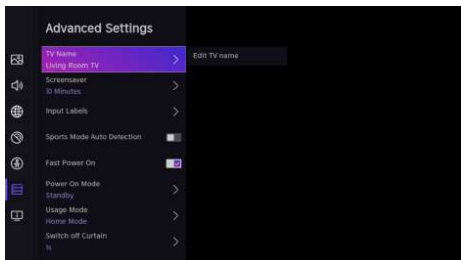 Advanced Settings
TV Name
Living Room TV
Edit TV name
Screensaver
10 Minutes
Input Labels
Sports Mode Auto Detection
Fast Power On
Power On Mode
Standby
Usage Mode
Home Mode
Switch off Curtain